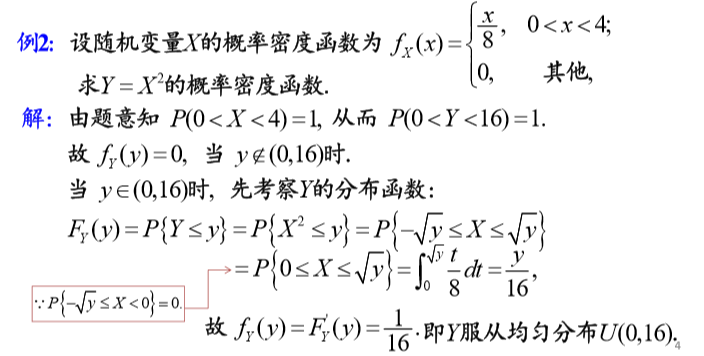 例2: 设随机变量X的概率密度函数为 f_X(x)={x/8, 0<x<4;
0, 其他,
求Y=X²的概率密度函数.
解: 由题意知 P(0<X<4)=1, 从而 P(0<Y<16)=1.
故 f_Y(y)=0, 当 y∉(0,16)时.
当 y∈(0,16)时, 先考察Y的分布函数:
F_Y(y)=P{Y≤y}=P{X²≤y}=P{-√y≤X≤√y}
=P{0≤X≤√y}=∫₀^√y t/8 dt=y/16,
∵P{-√y≤X<0}=0.
故 f_Y(y)=F_Y′(y)=1/16.即Y服从均匀分布U(0,16).
4